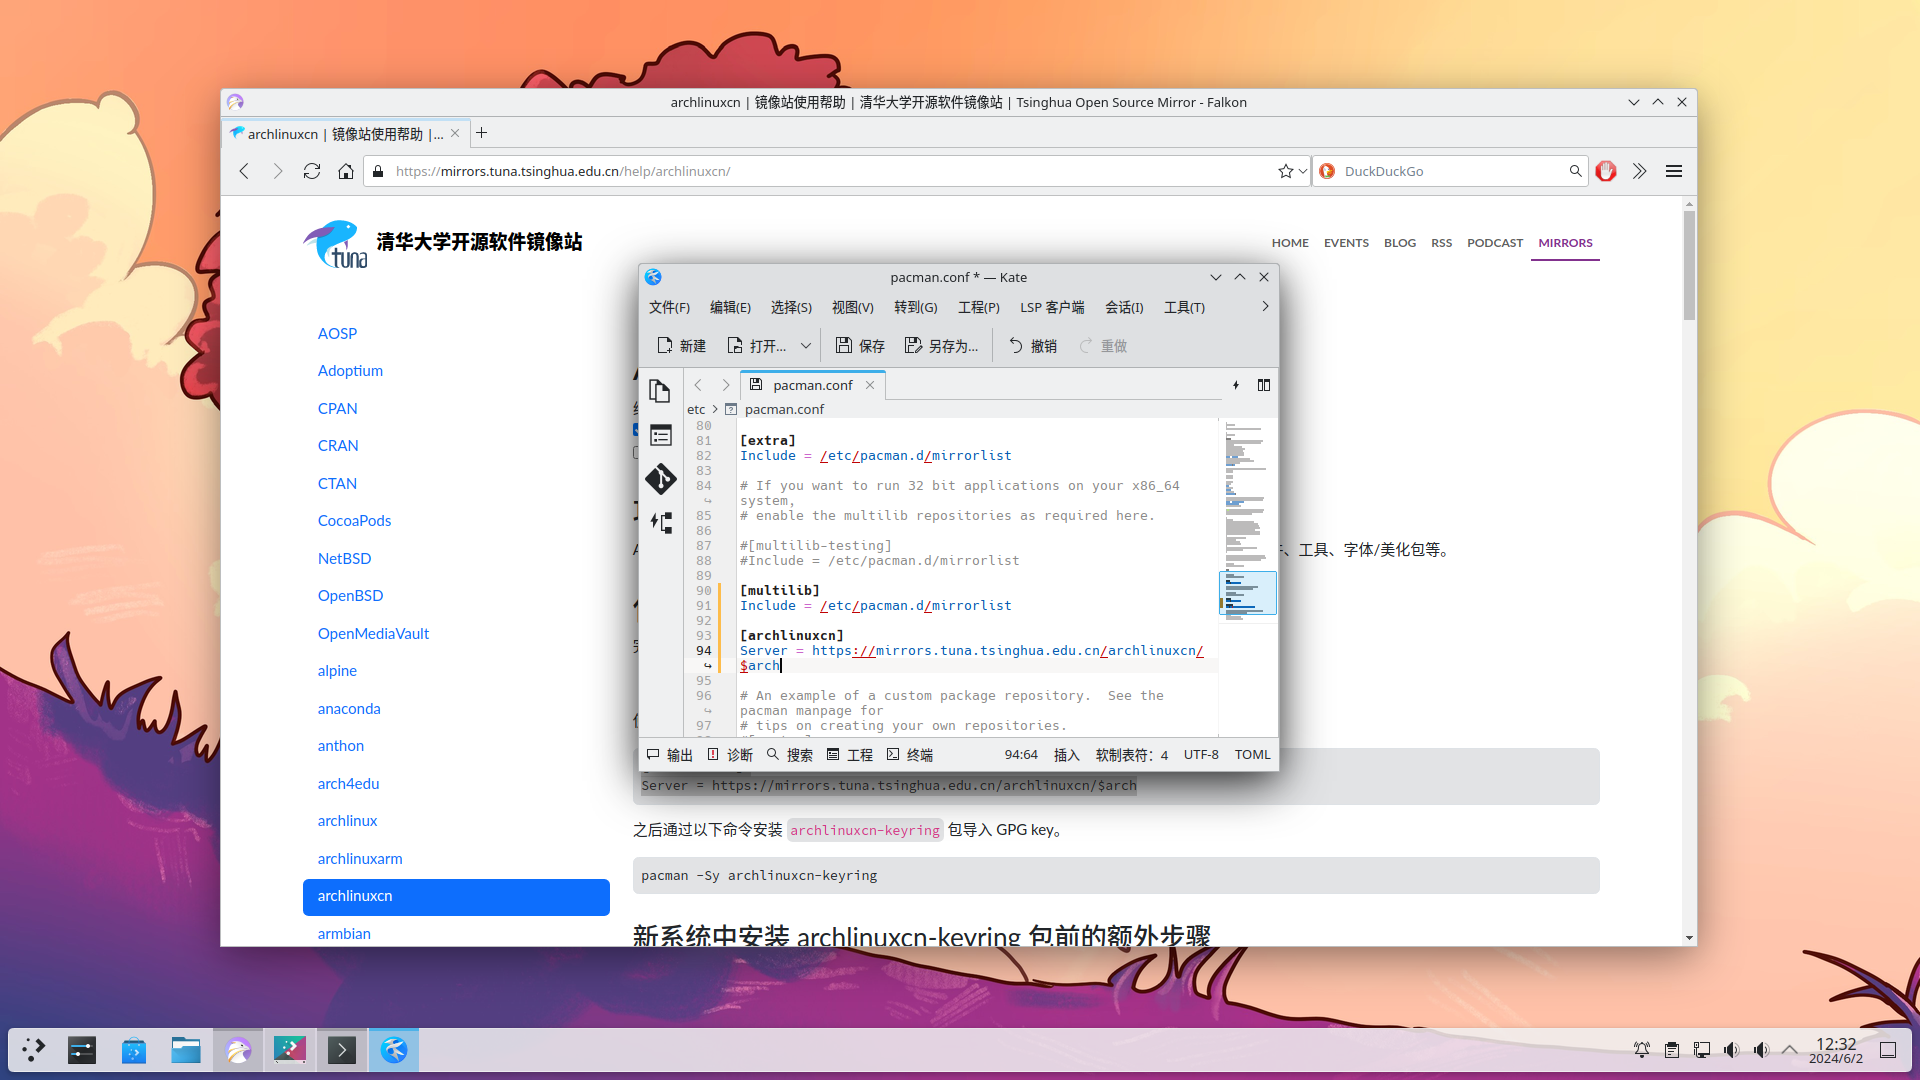 archlinuxcn | 镜像站使用帮助 | 清华大学开源软件镜像站 | Tsinghua Open Source Mirror - Falkon
archlinuxcn | 镜像站使用帮助 |...
https://mirrors.tuna.tsinghua.edu.cn/help/archlinuxcn/
DuckDuckGo
tuna
清华大学开源软件镜像站
HOME EVENTS BLOG RSS PODCAST MIRRORS
AOSP
Adoptium
CPAN
CRAN
CTAN
CocoaPods
NetBSD
OpenBSD
OpenMediaVault
alpine
anaconda
anthon
arch4edu
archlinux
archlinuxarm
archlinuxcn
armbian
pacman.conf * — Kate
文件(F) 编辑(E) 选择(S) 视图(V) 转到(G) 工程(P) LSP 客户端 会话(I) 工具(T)
新建 打开... 保存 另存为... 撤销 重做
pacman.conf
etc > pacman.conf
80
81 [extra]
82 Include = /etc/pacman.d/mirrorlist
83
84 # If you want to run 32 bit applications on your x86_64
system,
85 # enable the multilib repositories as required here.
86
87 #[multilib-testing]
88 #Include = /etc/pacman.d/mirrorlist
89
90 [multilib]
91 Include = /etc/pacman.d/mirrorlist
92
93 [archlinuxcn]
94 Server = https://mirrors.tuna.tsinghua.edu.cn/archlinuxcn/
$arch
95
96 # An example of a custom package repository.  See the
pacman manpage for
97 # tips on creating your own repositories.
输出 诊断 搜索 工程 终端 94:64 插入 软制表符：4 UTF-8 TOML
、工具、字体/美化包等。
Server = https://mirrors.tuna.tsinghua.edu.cn/archlinuxcn/$arch
之后通过以下命令安装 archlinuxcn-keyring 包导入 GPG key。
pacman -Sy archlinuxcn-keyring
新系统中安装 archlinuxcn-keyring 包前的额外步骤
12:32
2024/6/2